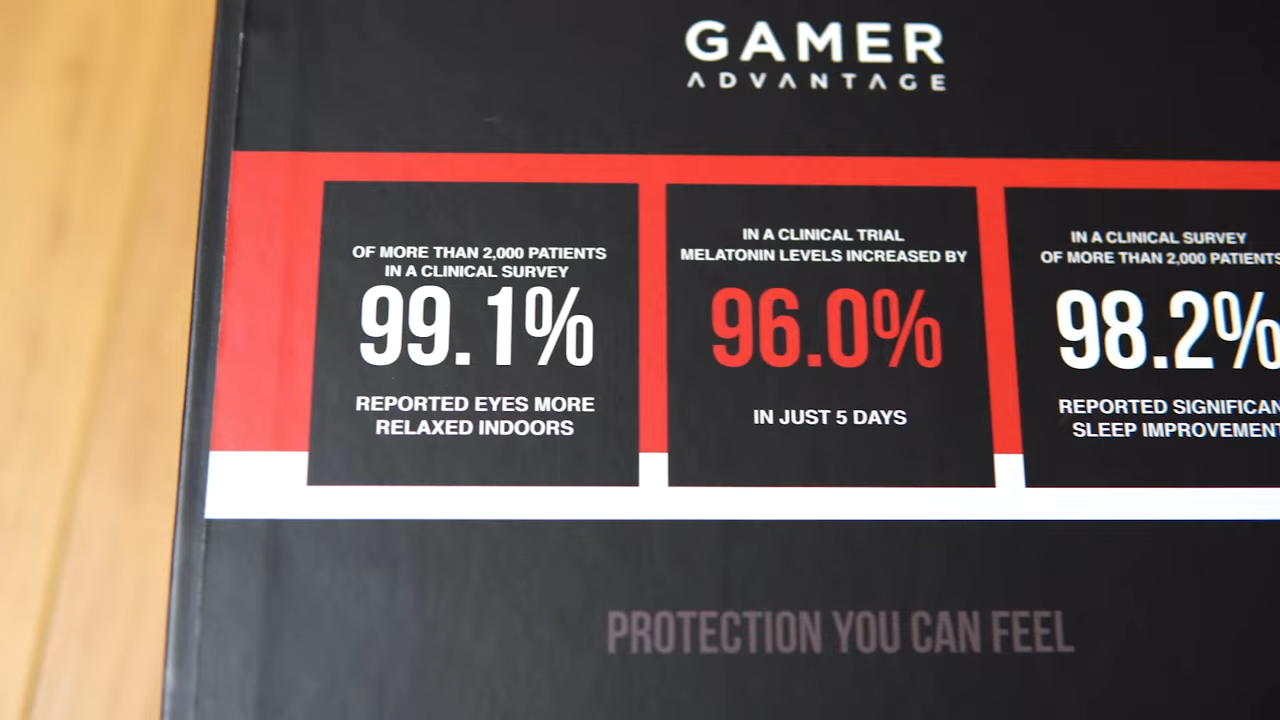 GAMER
ADVANTAGE
OF MORE THAN 2,000 PATIENTS
IN A CLINICAL SURVEY
99.1%
REPORTED EYES MORE
RELAXED INDOORS
IN A CLINICAL TRIAL
MELATONIN LEVELS INCREASED BY
96.0%
IN JUST 5 DAYS
IN A CLINICAL SURVEY
OF MORE THAN 2,000 PATIENTS
98.2%
REPORTED SIGNIFICAN
SLEEP IMPROVEMENT
PROTECTION YOU CAN FEEL